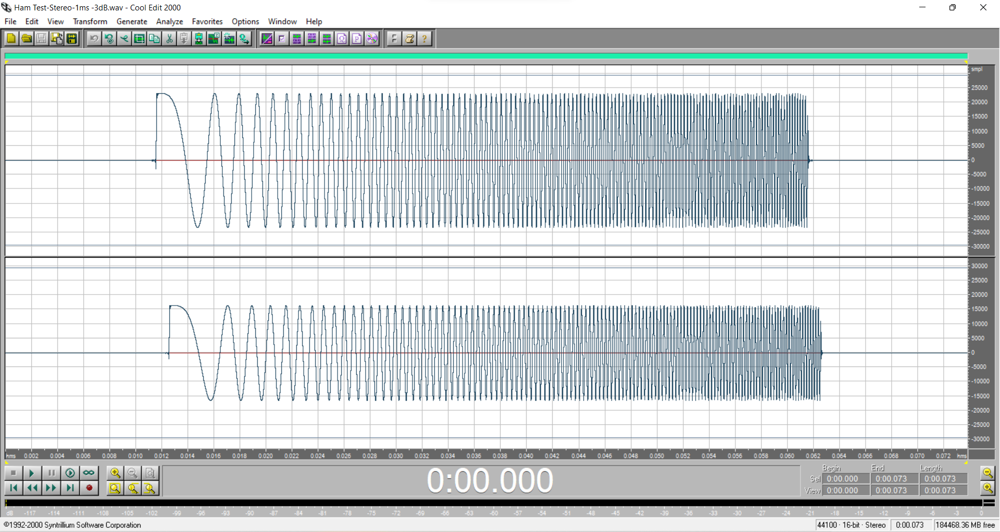 Ham Test-Stereo-1ms -3dB.wav - Cool Edit 2000
File Edit View Transform Generate Analyze Favorites Options Window Help
smpl
25000
20000
15000
10000
5000
0
-5000
-10000
-15000
-20000
-25000
-30000
30000
25000
20000
15000
10000
5000
0
-5000
-10000
-15000
-20000
-25000
-30000
hms 0.002 0.004 0.006 0.008 0.010 0.012 0.014 0.016 0.018 0.020 0.022 0.024 0.026 0.028 0.030 0.032 0.034 0.036 0.038 0.040 0.042 0.044 0.046 0.048 0.050 0.052 0.054 0.056 0.058 0.060 0.062 0.064 0.066 0.068 0.070 0.072 hms
0:00.000
Begin End Length
Sel 0:00.000 0:00.073 0:00.073
View 0:00.000 0:00.073 0:00.073
dB -117 -114 -111 -108 -105 -102 -99 -96 -93 -90 -87 -84 -81 -78 -75 -72 -69 -66 -63 -60 -57 -54 -51 -48 -45 -42 -39 -36 -33 -30 -27 -24 -21 -18 -15 -12 -9 -6 -3 0
©1992-2000 Syntrillium Software Corporation
44100 · 16-bit · Stereo 0:00.073 184468.36 MB free